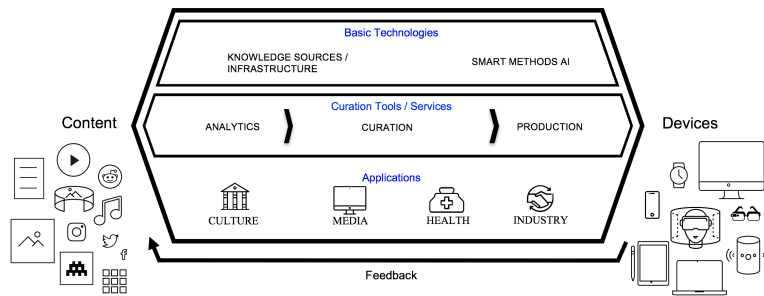 Basic Technologies
KNOWLEDGE SOURCES /
INFRASTRUCTURE
SMART METHODS AI
Curation Tools / Services
ANALYTICS
CURATION
PRODUCTION
Content
Devices
Applications
CULTURE
MEDIA
HEALTH
INDUSTRY
Feedback